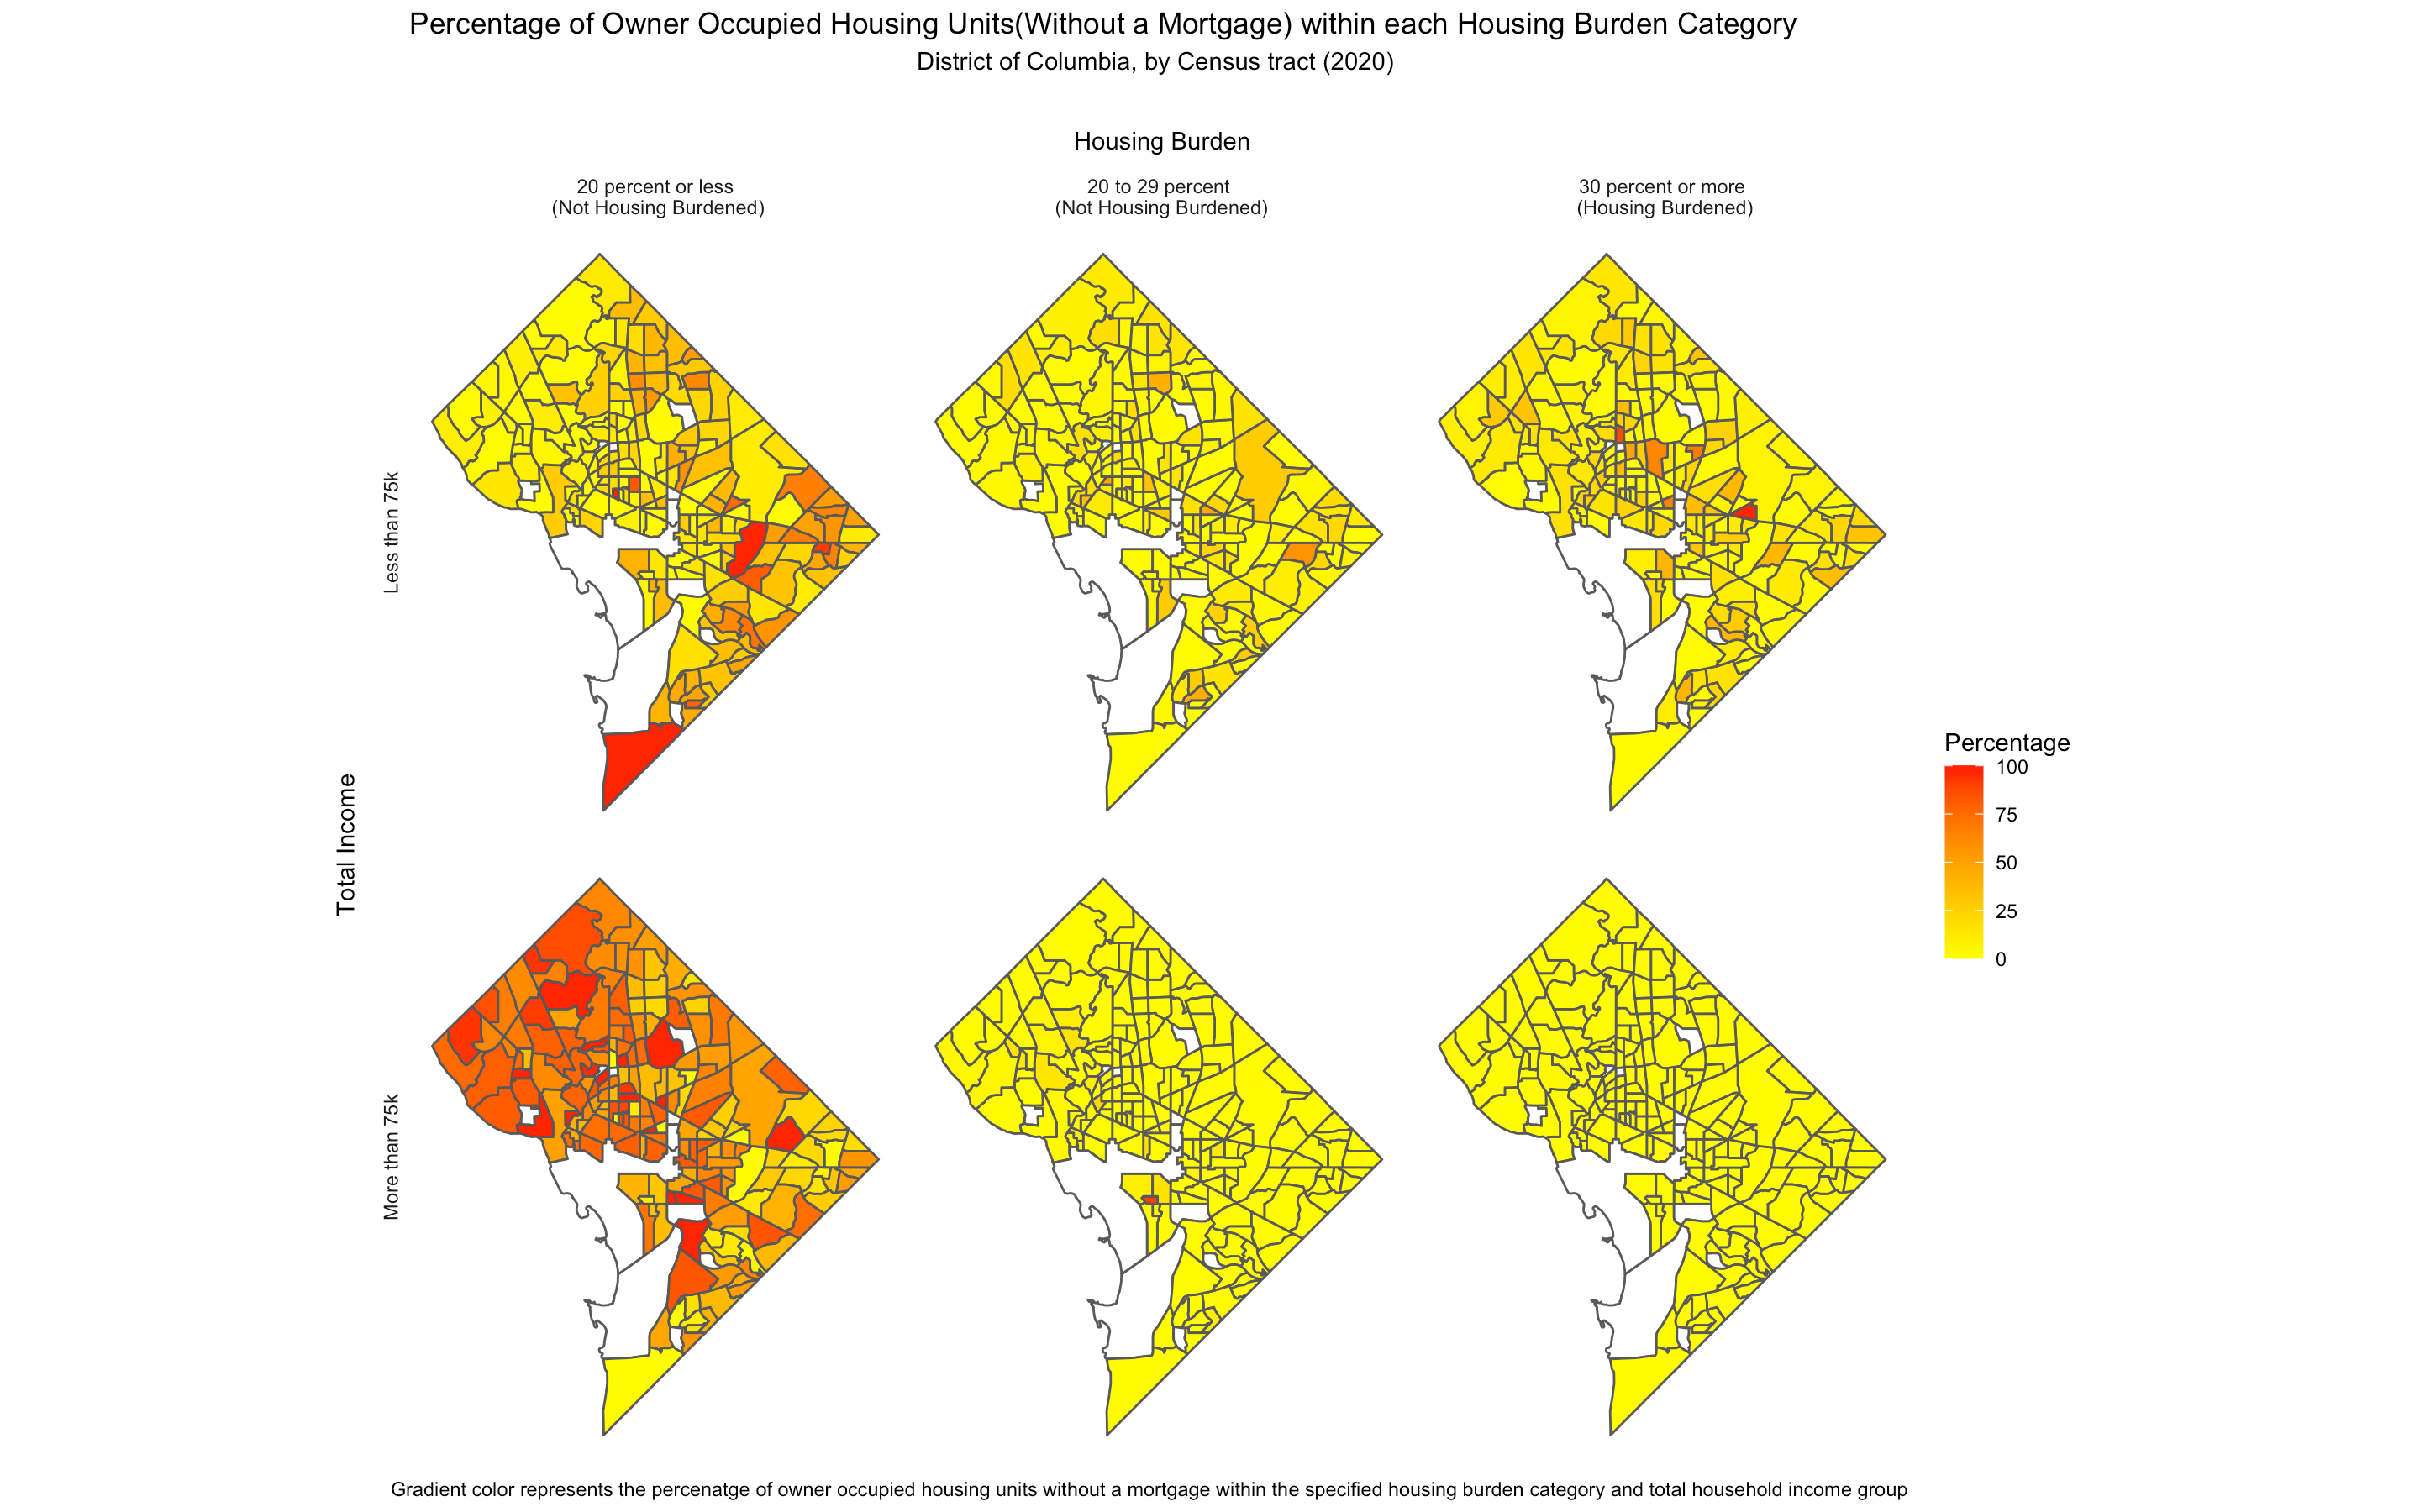 Percentage of Owner Occupied Housing Units(Without a Mortgage) within each Housing Burden Category
District of Columbia, by Census tract (2020)
Housing Burden
20 percent or less
(Not Housing Burdened)
20 to 29 percent
(Not Housing Burdened)
30 percent or more
(Housing Burdened)
Total Income
Less than 75k
More than 75k
Percentage
100
75
50
25
0
Gradient color represents the percenatge of owner occupied housing units without a mortgage within the specified housing burden category and total household income group